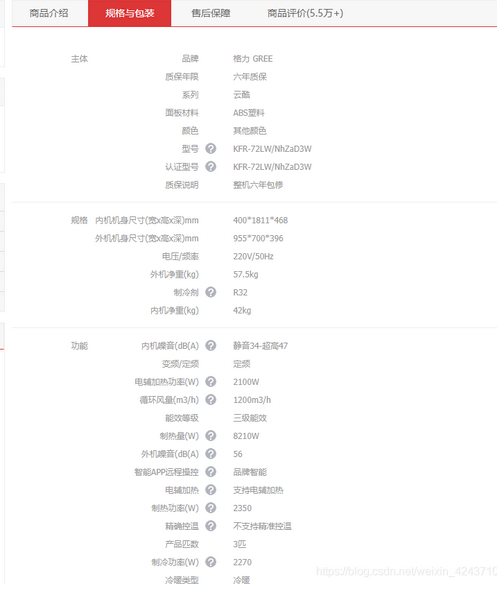 商品介绍 规格与包装 售后保障 商品评价(5.5万+)
主体 品牌 格力 GREE
质保年限 六年质保
系列 云酷
面板材料 ABS塑料
颜色 其他颜色
型号 ? KFR-72LW/NhZaD3W
认证型号 ? KFR-72LW/NhZaD3W
质保说明 整机六年包修
规格 内机机身尺寸(宽x高x深)mm 400*1811*468
外机机身尺寸(宽x高x深)mm 955*700*396
电压/频率 220V/50Hz
外机净重(kg) 57.5kg
制冷剂 ? R32
内机净重(kg) 42kg
功能 内机噪音(dB(A) ? 静音34-超高47
变频/定频 定频
电辅加热功率(W) ? 2100W
循环风量(m3/h) ? 1200m3/h
能效等级 三级能效
制热量(W) ? 8210W
外机噪音(dB(A) ? 56
智能APP远程操控 ? 品牌智能
电辅加热 ? 支持电辅加热
制热功率(W) ? 2350
精确控温 ? 不支持精准控温
产品匹数 3匹
制冷功率(W) ? 2270
冷暖类型 冷暖
https://blog.csdn.net/weixin_4243710